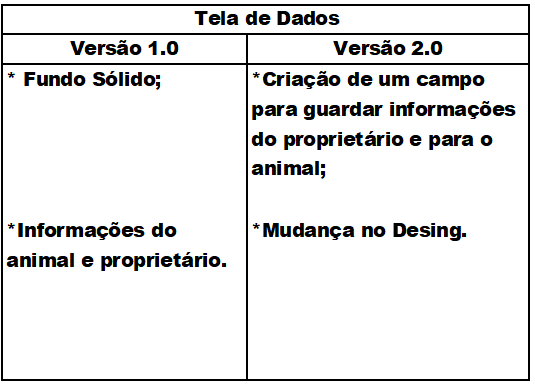 Tela de Dados
Versão 1.0
Versão 2.0
* Fundo Sólido;
*Informações do
animal e proprietário.
*Criação de um campo
para guardar informações
do proprietário e para o
animal;
*Mudança no Desing.